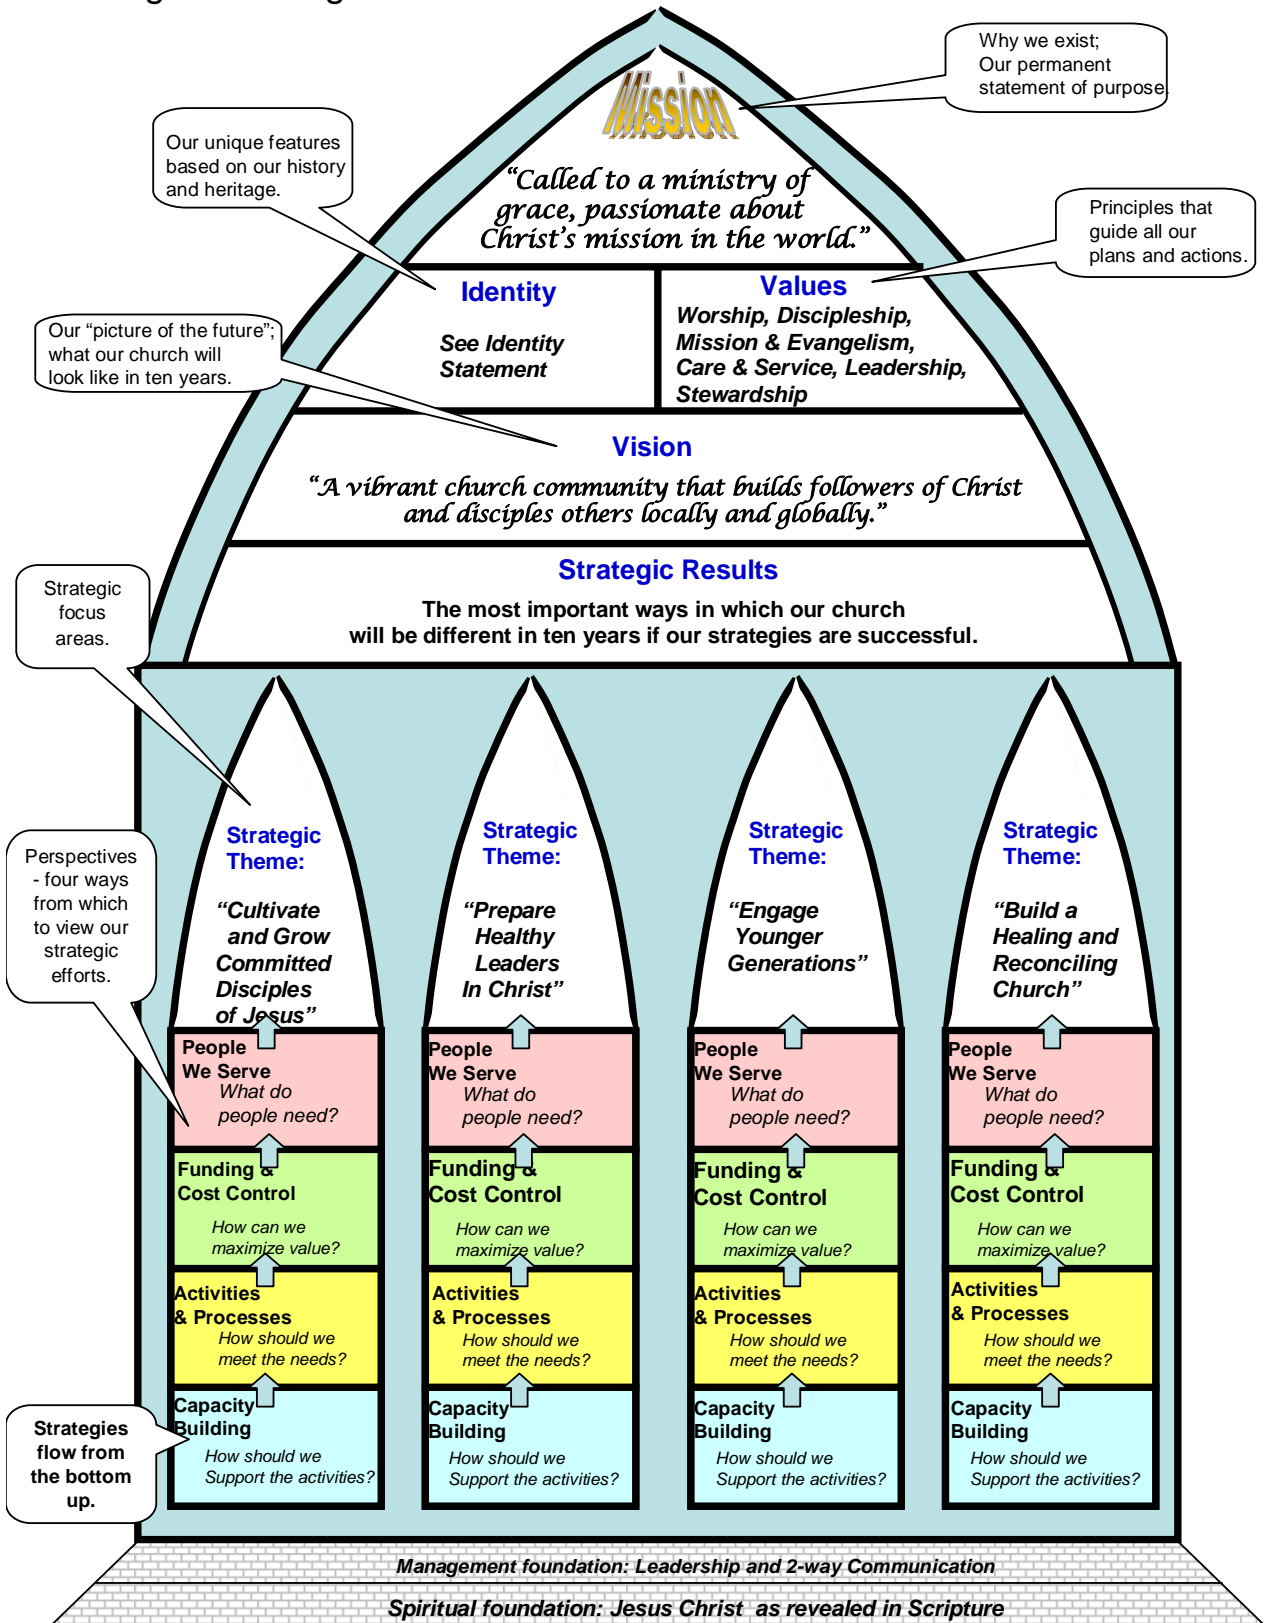 Why we exist;
Our permanent
statement of purpose.
Mission
Our unique features
based on our history
and heritage.
“Called to a ministry of
grace, passionate about
Christ’s mission in the world.”
Principles that
guide all our
plans and actions.
Identity
See Identity
Statement
Values
Worship, Discipleship,
Mission & Evangelism,
Care & Service, Leadership,
Stewardship
Our “picture of the future”;
what our church will
look like in ten years.
Vision
“A vibrant church community that builds followers of Christ
and disciples others locally and globally.”
Strategic Results
The most important ways in which our church
will be different in ten years if our strategies are successful.
Strategic
focus
areas.
Strategic
Theme:
“Cultivate
and Grow
Committed
Disciples
of Jesus”
Strategic
Theme:
“Prepare
Healthy
Leaders
In Christ”
Strategic
Theme:
“Engage
Younger
Generations”
Strategic
Theme:
“Build a
Healing and
Reconciling
Church”
Perspectives
- four ways
from which
to view our
strategic
efforts.
People
We Serve
What do
people need?
People
We Serve
What do
people need?
People
We Serve
What do
people need?
People
We Serve
What do
people need?
Funding &
Cost Control
How can we
maximize value?
Funding &
Cost Control
How can we
maximize value?
Funding &
Cost Control
How can we
maximize value?
Funding &
Cost Control
How can we
maximize value?
Activities
& Processes
How should we
meet the needs?
Activities
& Processes
How should we
meet the needs?
Activities
& Processes
How should we
meet the needs?
Activities
& Processes
How should we
meet the needs?
Strategies
flow from
the bottom
up.
Capacity
Building
How should we
Support the activities?
Capacity
Building
How should we
Support the activities?
Capacity
Building
How should we
Support the activities?
Capacity
Building
How should we
Support the activities?
Management foundation: Leadership and 2-way Communication
Spiritual foundation: Jesus Christ as revealed in Scripture